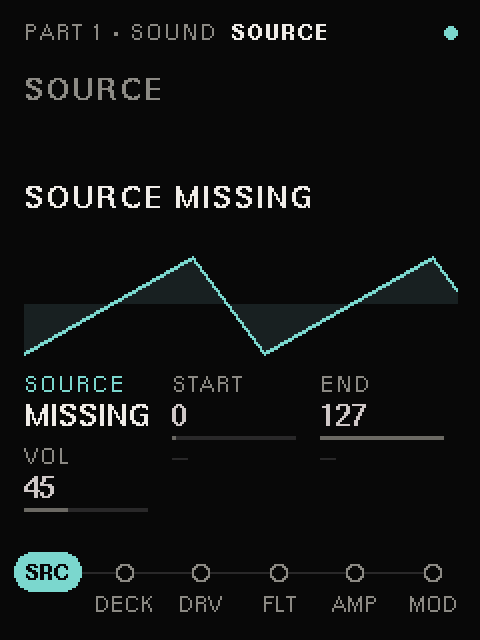 PART 1 · SOUND SOURCE
SOURCE
SOURCE MISSING
SOURCE START END
MISSING 0 127
VOL — —
45
SRC
DECK DRV FLT AMP MOD